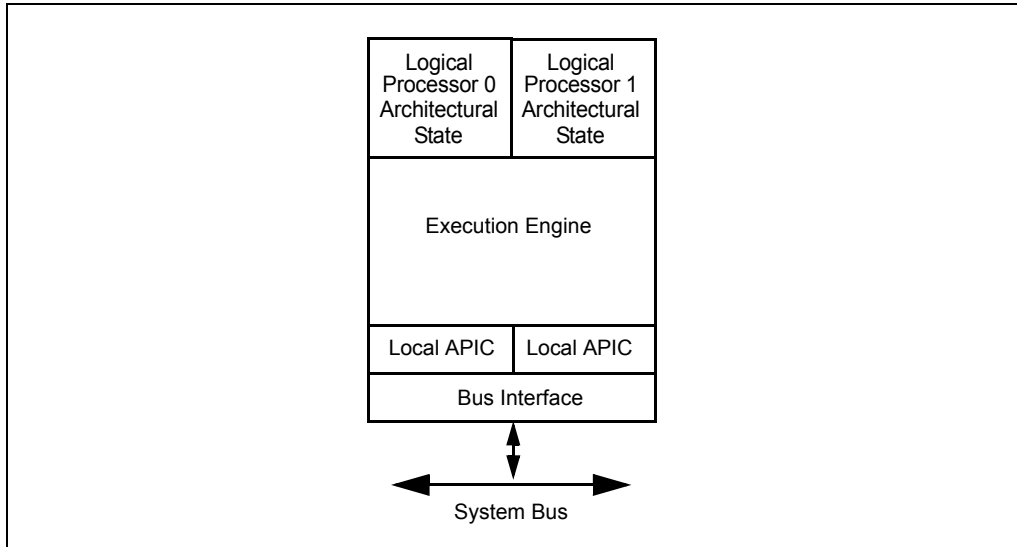 Logical
Processor 0
Architectural
State
Logical
Processor 1
Architectural
State
Execution Engine
Local APIC
Local APIC
Bus Interface
System Bus